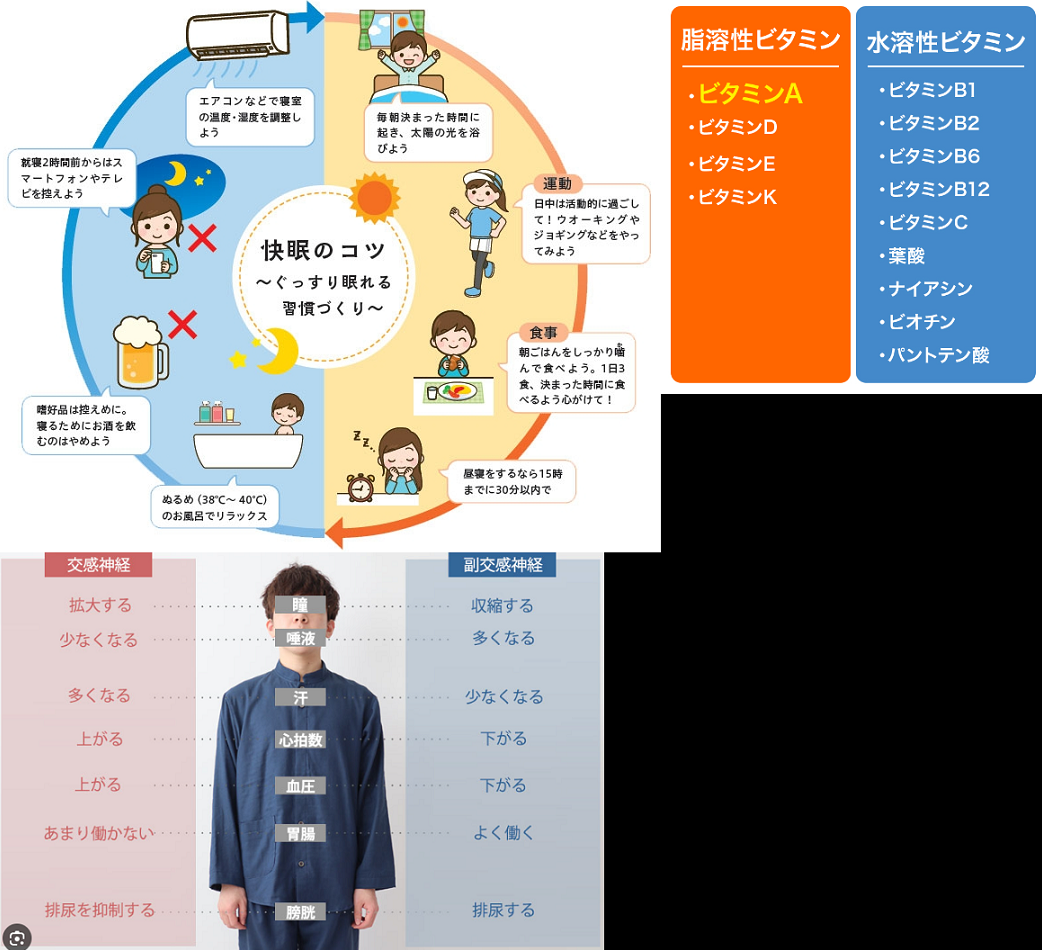 エアコンなどで寝室
の温度・湿度を調整し
よう
毎朝決まった時間に
起き、太陽の光を浴
びよう
就寝2時間前からはス
マートフォンやテレ
ビを控えよう
運動
日中は活動的に過ごし
て！ウオーキングや
ジョギングなどをやっ
てみよう
快眠のコツ
～ぐっすり眠れる
習慣づくり～
食事
朝ごはんをしっかり噛
か
んで食べよう。1日3
食、決まった時間に食
べるよう心がけて！
嗜好品は控えめに。
寝るためにお酒を飲
むのはやめよう
zz..
昼寝をするなら15時
までに30分以内で
ぬるめ（38℃～40℃）
のお風呂でリラックス
脂溶性ビタミン
・ビタミンA
・ビタミンD
・ビタミンE
・ビタミンK
水溶性ビタミン
・ビタミンB1
・ビタミンB2
・ビタミンB6
・ビタミンB12
・ビタミンC
・葉酸
・ナイアシン
・ビオチン
・パントテン酸
交感神経 副交感神経
拡大する 瞳 収縮する
少なくなる 唾液 多くなる
多くなる 汗 少なくなる
上がる 心拍数 下がる
上がる 血圧 下がる
あまり働かない 胃腸 よく働く
排尿を抑制する 膀胱 排尿する